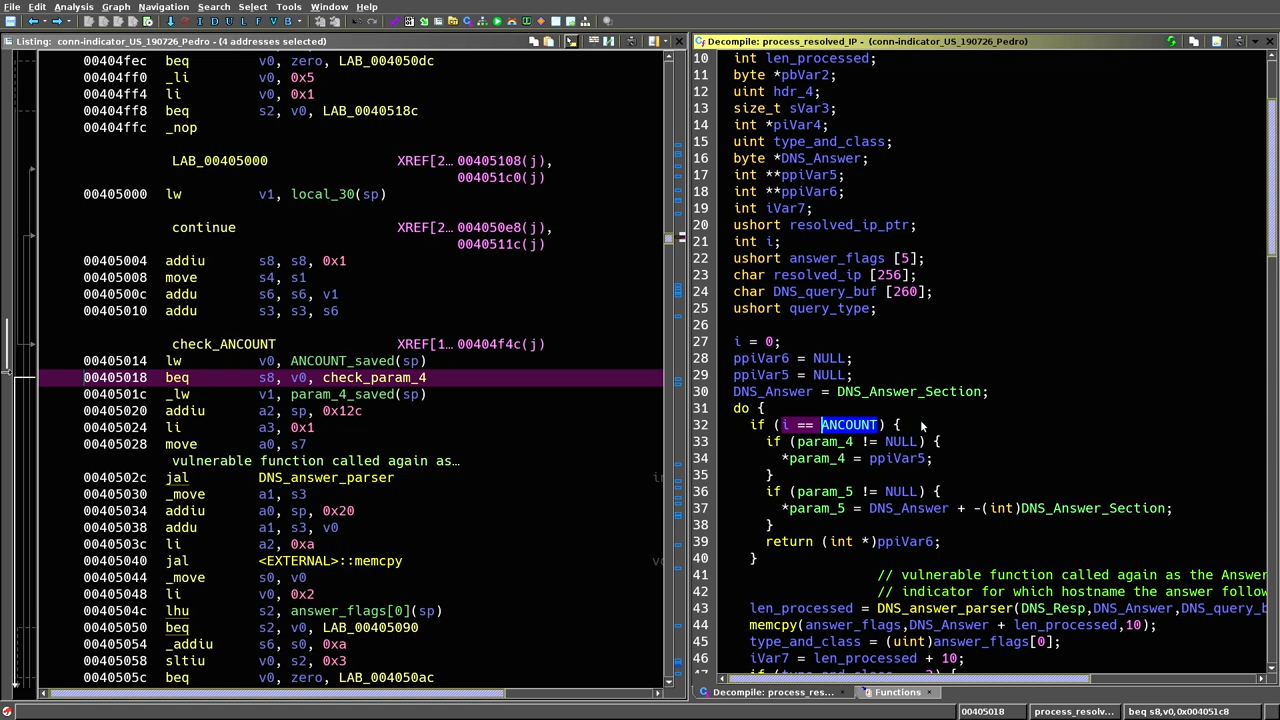 File Edit Analysis Graph Navigation Search Select Tools Window Help
I D U L F V B
Listing: conn-indicator_US_190726_Pedro - (4 addresses selected)
00404fec beq v0, zero, LAB_004050dc
00404ff0 _li v0, 0x5
00404ff4 li v0, 0x1
00404ff8 beq s2, v0, LAB_0040518c
00404ffc _nop
LAB_00405000 XREF[2… 00405108(j),
004051c0(j)
00405000 lw v1, local_30(sp)
continue XREF[2… 004050e8(j),
0040511c(j)
00405004 addiu s8, s8, 0x1
00405008 move s4, s1
0040500c addu s6, s6, v1
00405010 addu s3, s3, s6
check_ANCOUNT XREF[1… 00404f4c(j)
00405014 lw v0, ANCOUNT_saved(sp)
00405018 beq s8, v0, check_param_4
0040501c _lw v1, param_4_saved(sp)
00405020 addiu a2, sp, 0x12c
00405024 li a3, 0x1
00405028 move a0, s7
vulnerable function called again as…
0040502c jal DNS_answer_parser
00405030 _move a1, s3
00405034 addiu a0, sp, 0x20
00405038 addu a1, s3, v0
0040503c li a2, 0xa
00405040 jal <EXTERNAL>::memcpy
00405044 _move s0, v0
00405048 li v0, 0x2
0040504c lhu s2, answer_flags[0](sp)
00405050 beq s2, v0, LAB_00405090
00405054 _addiu s6, s0, 0xa
00405058 sltiu v0, s2, 0x3
0040505c beq v0, zero, LAB_004050ac
Decompile: process_resolved_IP - (conn-indicator_US_190726_Pedro)
10 int len_processed;
11 byte *pbVar2;
12 uint hdr_4;
13 size_t sVar3;
14 int *piVar4;
15 uint type_and_class;
16 byte *DNS_Answer;
17 int **ppiVar5;
18 int **ppiVar6;
19 int iVar7;
20 ushort resolved_ip_ptr;
21 int i;
22 ushort answer_flags [5];
23 char resolved_ip [256];
24 char DNS_query_buf [260];
25 ushort query_type;
26
27 i = 0;
28 ppiVar6 = NULL;
29 ppiVar5 = NULL;
30 DNS_Answer = DNS_Answer_Section;
31 do {
32 if (i == ANCOUNT) {
33 if (param_4 != NULL) {
34 *param_4 = ppiVar5;
35 }
36 if (param_5 != NULL) {
37 *param_5 = DNS_Answer + -(int)DNS_Answer_Section;
38 }
39 return (int *)ppiVar6;
40 }
41 // vulnerable function called again as the Answer
42 // indicator for which hostname the answer follow
43 len_processed = DNS_answer_parser(DNS_Resp,DNS_Answer,DNS_query_b
44 memcpy(answer_flags,DNS_Answer + len_processed,10);
45 type_and_class = (uint)answer_flags[0];
46 iVar7 = len_processed + 10;
Decompile: process_res… × Functions ×
00405018 process_resolv… beq s8,v0,0x004051c8